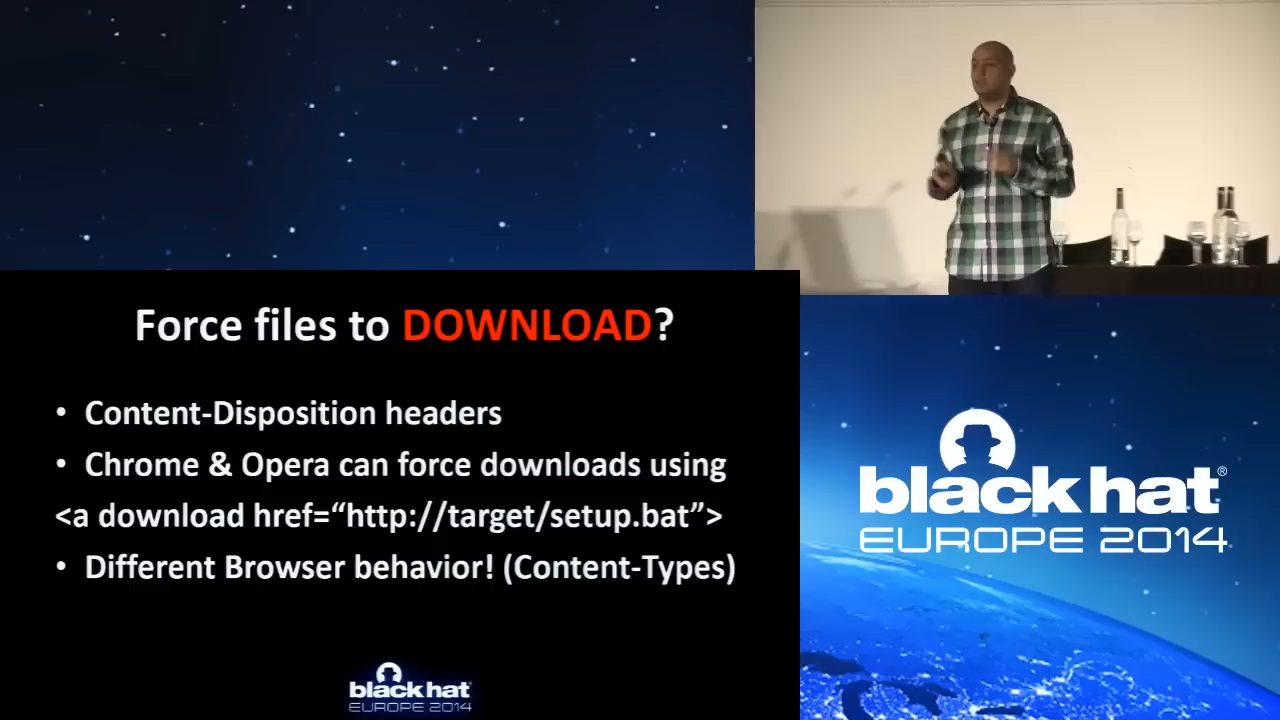 Force files to DOWNLOAD?
• Content-Disposition headers
• Chrome & Opera can force downloads using
<a download href=“http://target/setup.bat”>
• Different Browser behavior! (Content-Types)
black hat
EUROPE 2014
black hat®
EUROPE 2014